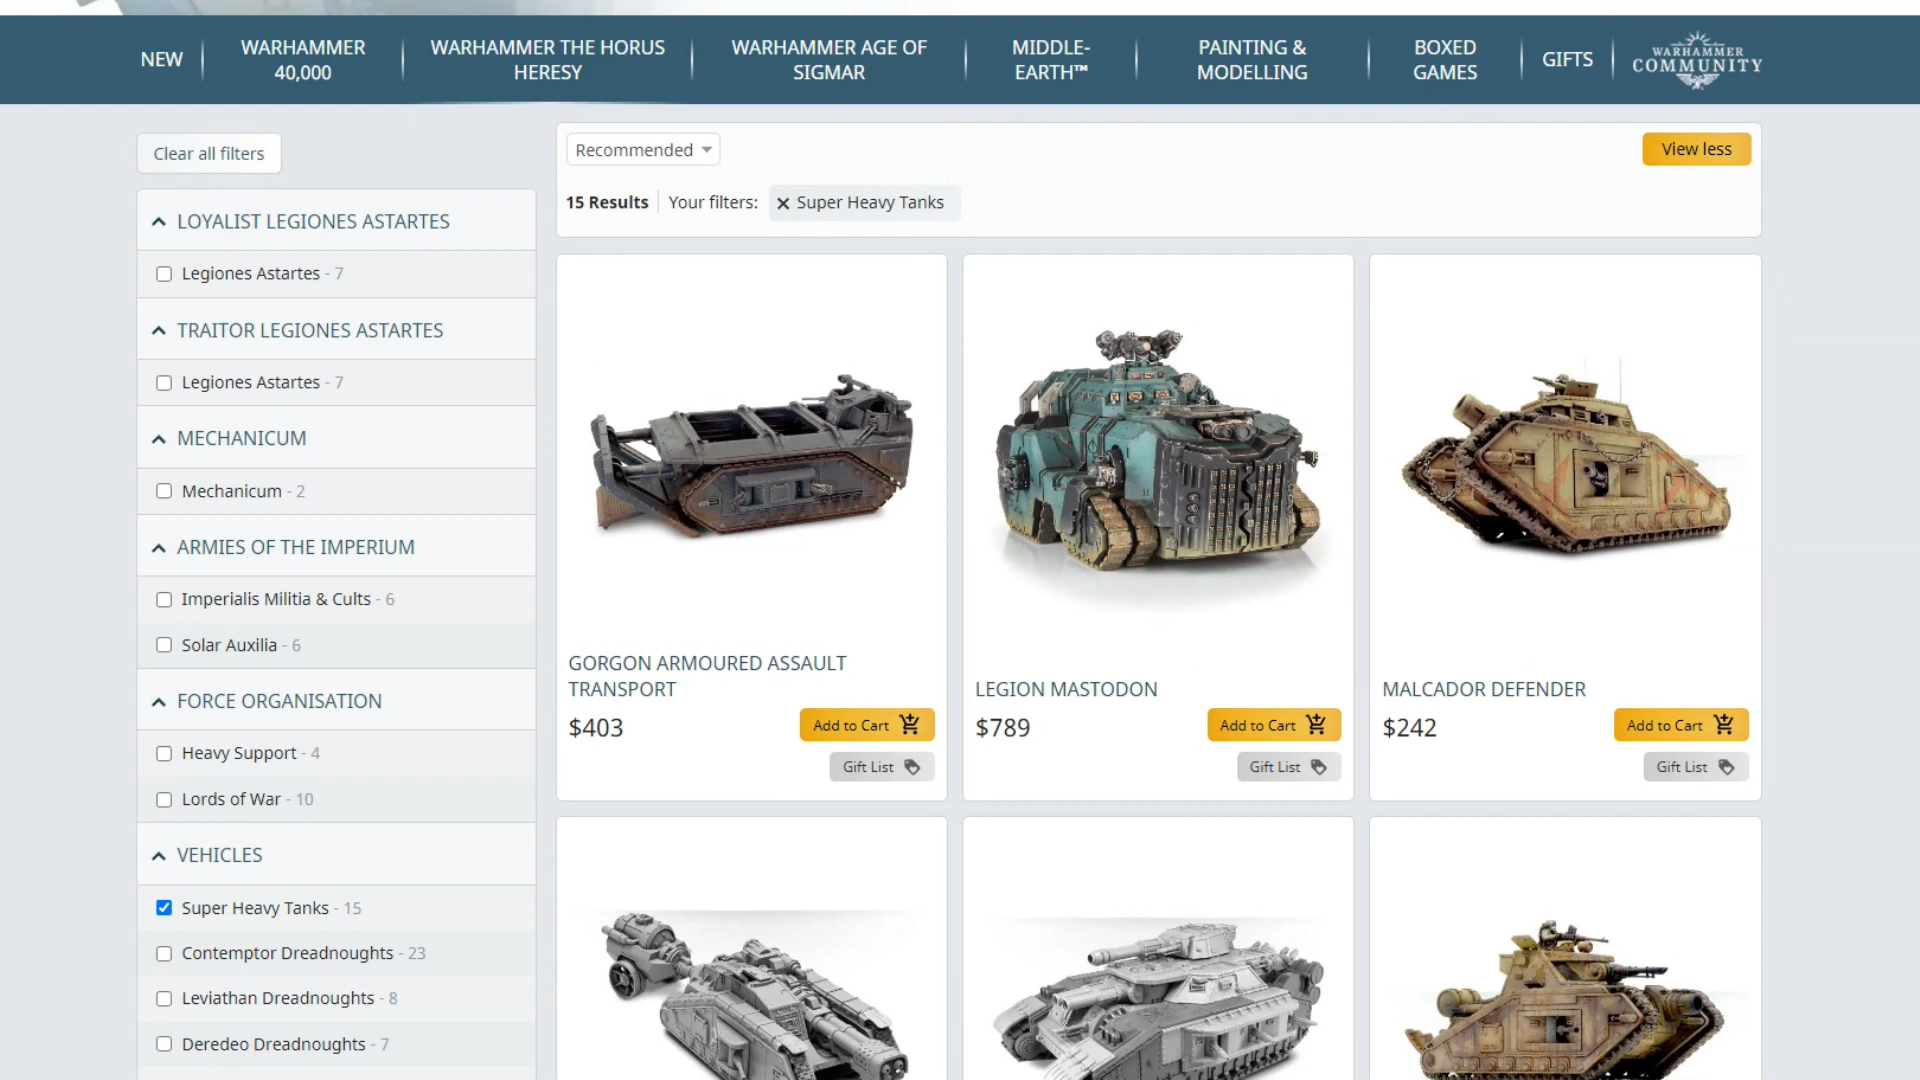 NEW
WARHAMMER
40,000
WARHAMMER THE HORUS
HERESY
WARHAMMER AGE OF
SIGMAR
MIDDLE-
EARTH™
PAINTING &
MODELLING
BOXED
GAMES
GIFTS
WARHAMMER
COMMUNITY
Clear all filters
LOYALIST LEGIONES ASTARTES
Legiones Astartes - 7
TRAITOR LEGIONES ASTARTES
Legiones Astartes - 7
MECHANICUM
Mechanicum - 2
ARMIES OF THE IMPERIUM
Imperialis Militia & Cults - 6
Solar Auxilia - 6
FORCE ORGANISATION
Heavy Support - 4
Lords of War - 10
VEHICLES
Super Heavy Tanks - 15
Contemptor Dreadnoughts - 23
Leviathan Dreadnoughts - 8
Deredeo Dreadnoughts - 7
Recommended
View less
15 Results
Your filters:
Super Heavy Tanks
GORGON ARMOURED ASSAULT
TRANSPORT
$403
Add to Cart
Gift List
LEGION MASTODON
$789
Add to Cart
Gift List
MALCADOR DEFENDER
$242
Add to Cart
Gift List